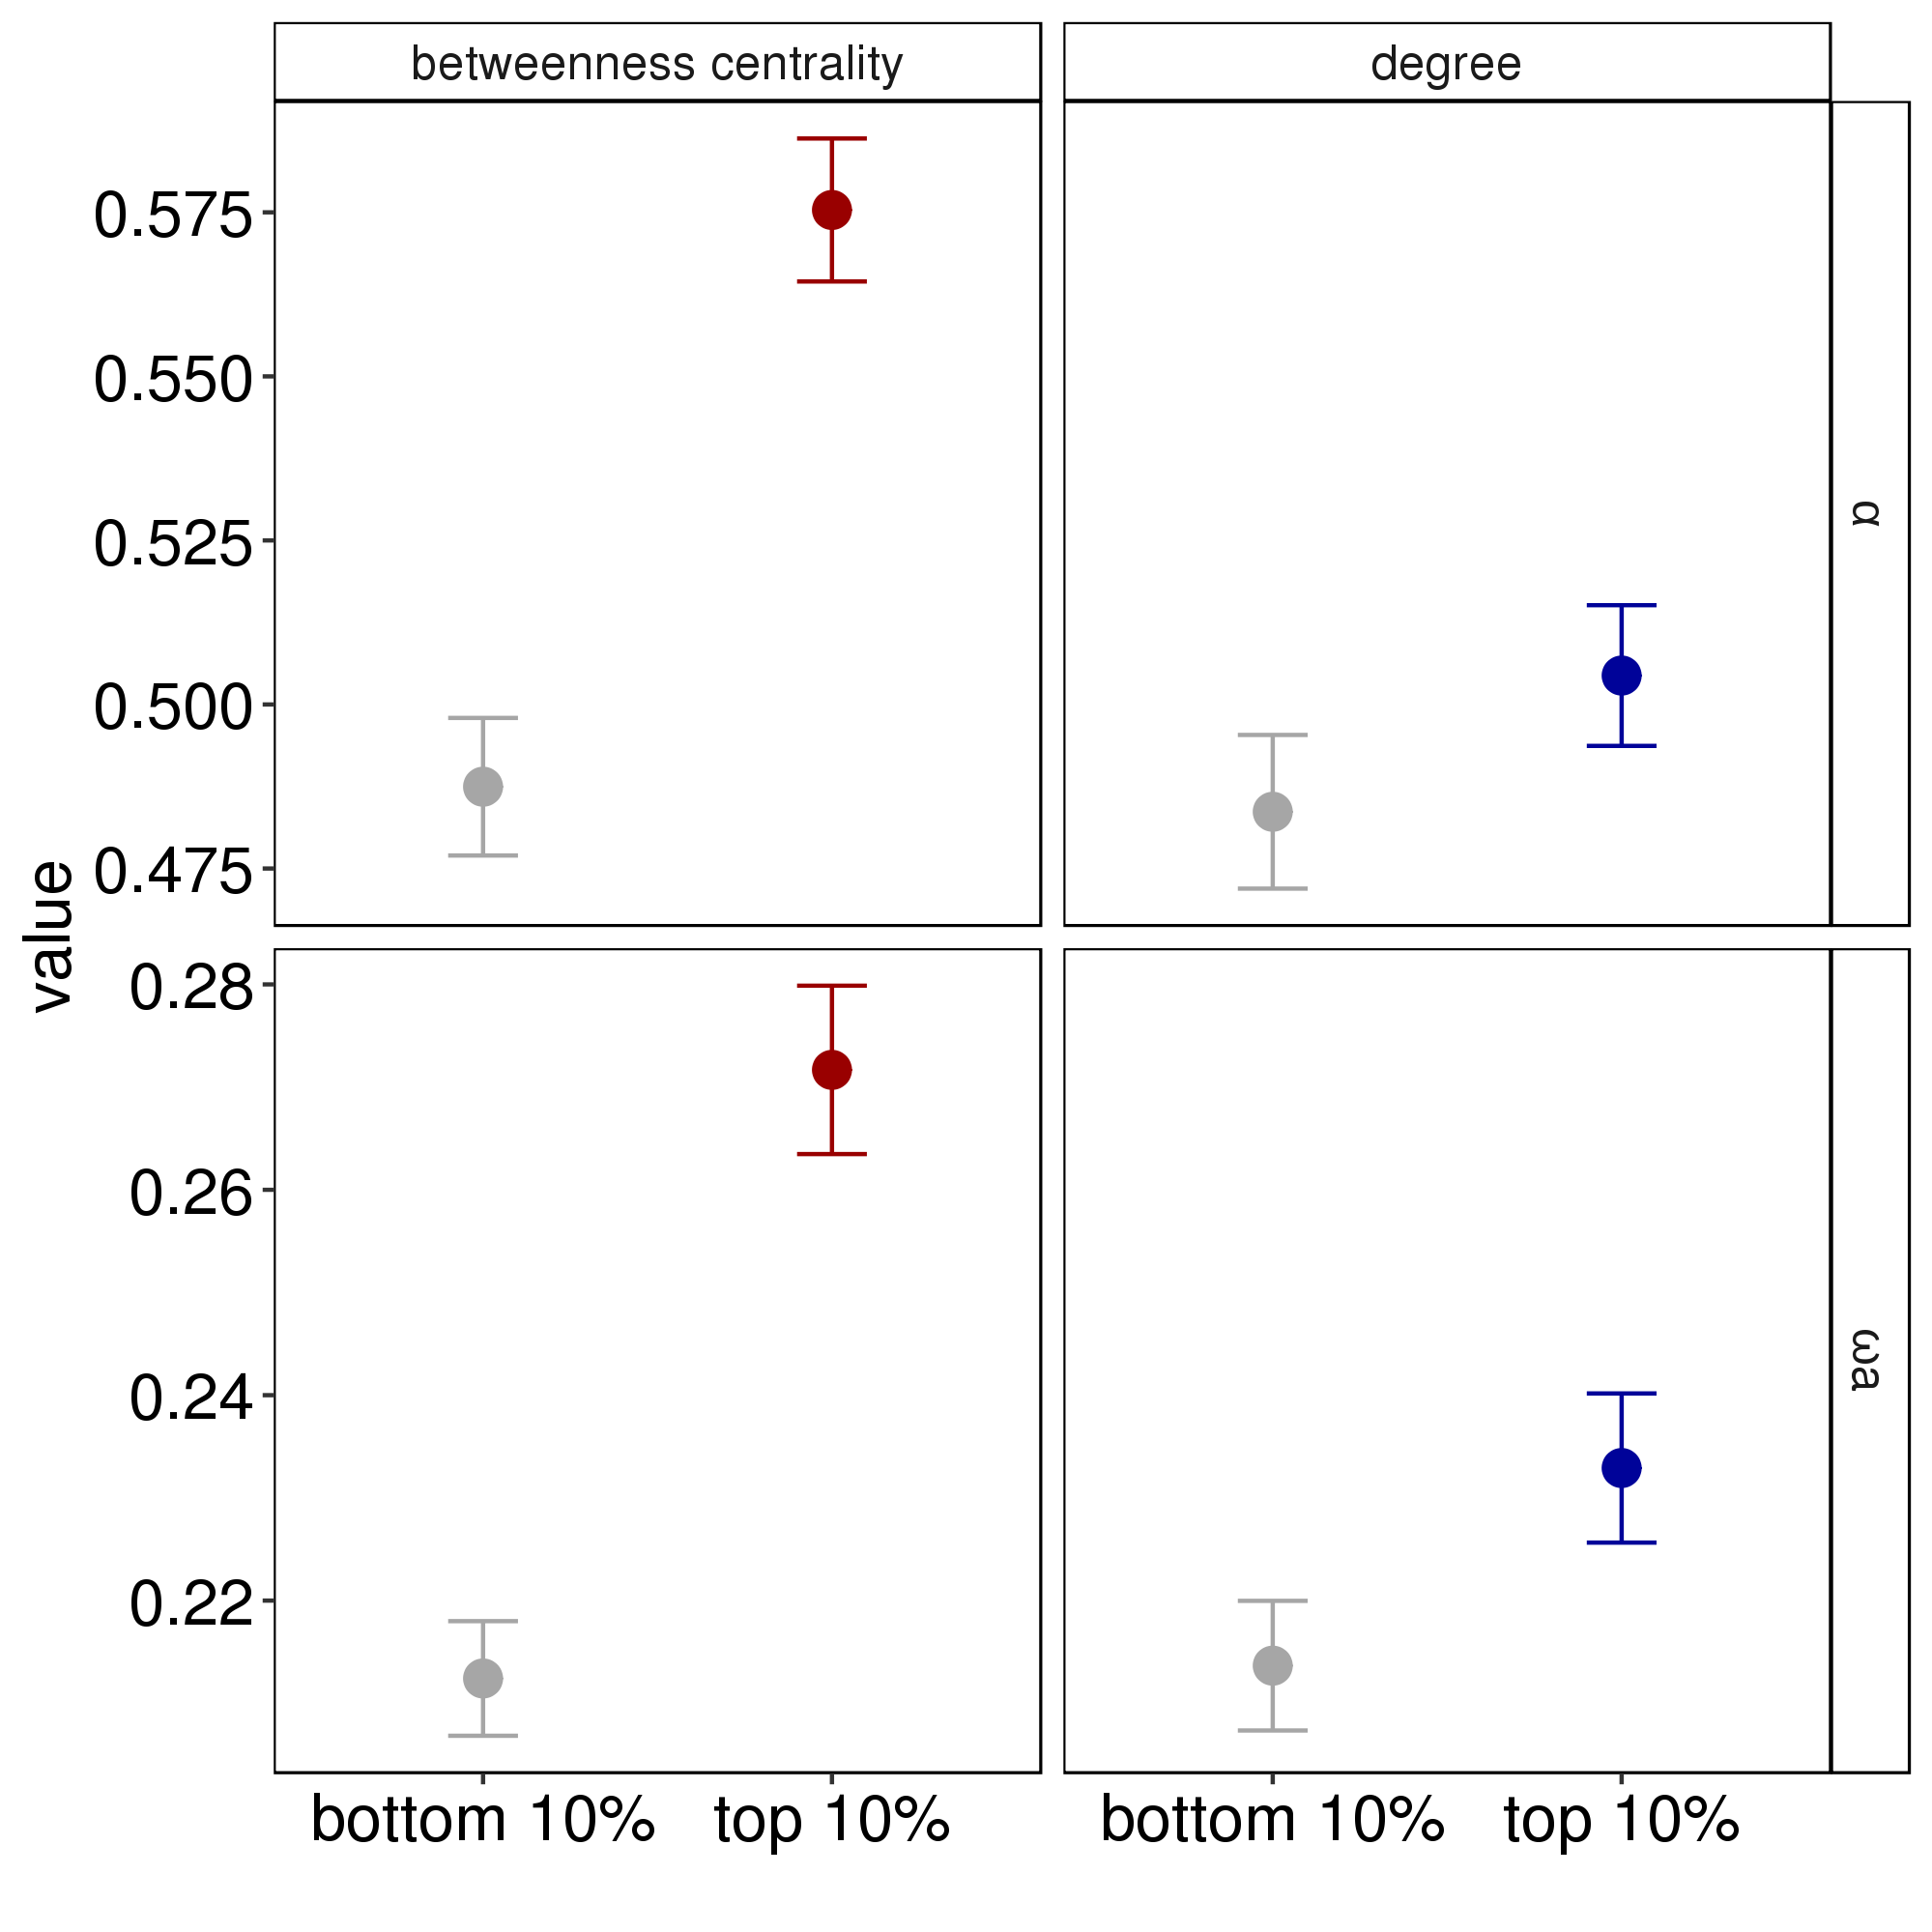 betweenness centrality
degree
0.575
0.550
0.525
0.500
0.475
α
value
0.28
0.26
0.24
0.22
ωa
bottom 10%
top 10%
bottom 10%
top 10%